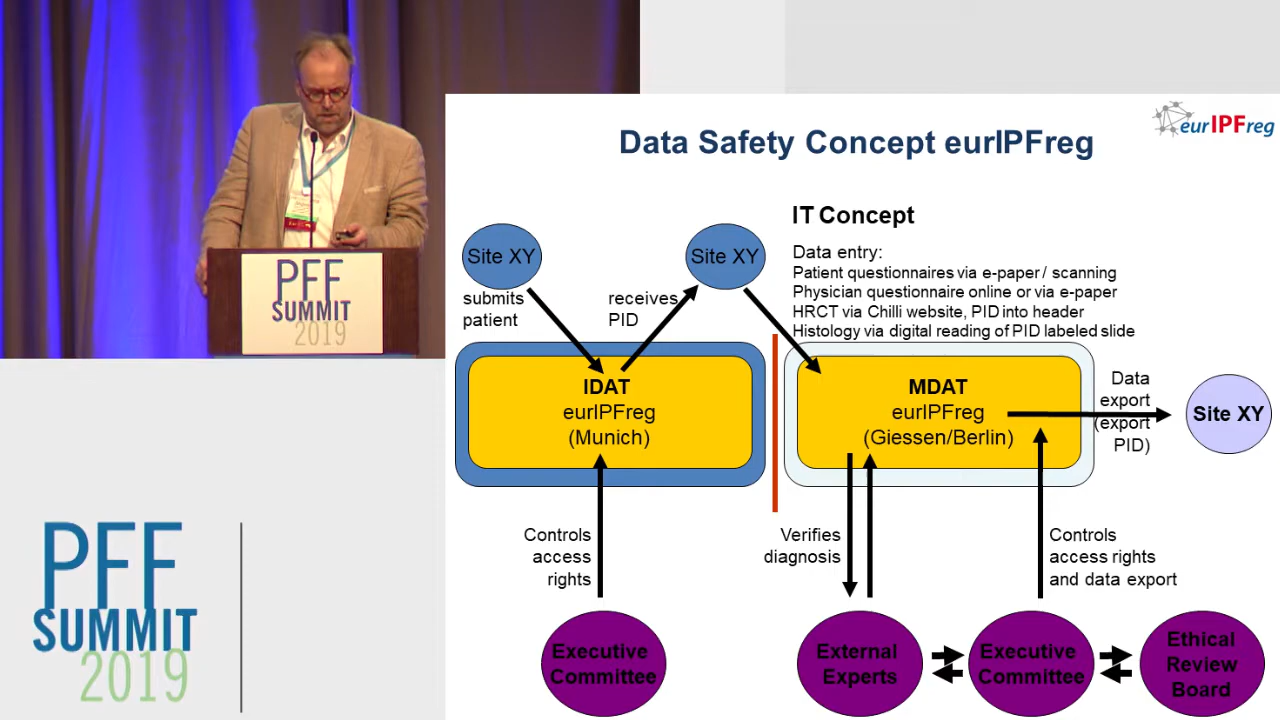 PFF
SUMMIT
2019
PFF
SUMMIT
2019
eurIPFreg
Data Safety Concept eurIPFreg
IT Concept
Data entry:
Patient questionnaires via e-paper / scanning
Physician questionnaire online or via e-paper
HRCT via Chilli website, PID into header
Histology via digital reading of PID labeled slide
Site XY
submits
patient
Site XY
receives
PID
IDAT
eurIPFreg
(Munich)
MDAT
eurIPFreg
(Giessen/Berlin)
Data
export
(export
PID)
Site XY
Controls
access
rights
Verifies
diagnosis
Controls
access rights
and data export
Executive
Committee
External
Experts
Executive
Committee
Ethical
Review
Board